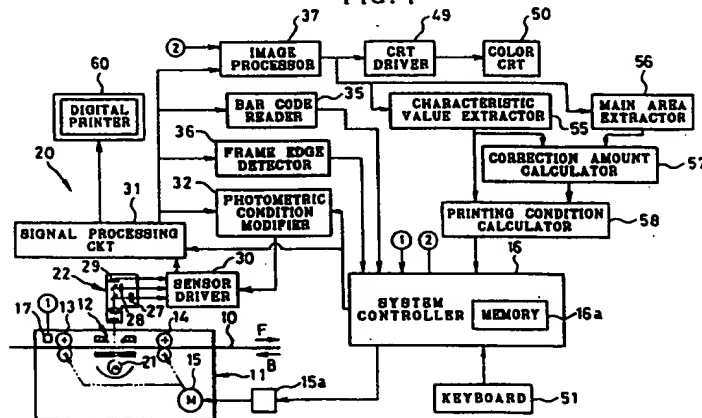 FIG. 1
37
49
50
②
IMAGE
PROCESSOR
CRT
DRIVER
COLOR
CRT
60
56
DIGITAL
PRINTER
35
BAR CODE
READER
CHARACTERISTIC
VALUE EXTRACTOR
55
MAIN AREA
EXTRACTOR
36
FRAME EDGE
DETECTOR
CORRECTION AMOUNT
CALCULATOR
57
20
31
32
PHOTOMETRIC
CONDITION
MODIFIER
PRINTING CONDITION
CALCULATOR
58
SIGNAL PROCESSING
CKT
16
① ②
29
22
30
SENSOR
DRIVER
27
28
SYSTEM
CONTROLLER
MEMORY
16a
17 ① 13 12 14 10 F
B
21 15 11
M
15a
KEYBOARD
51